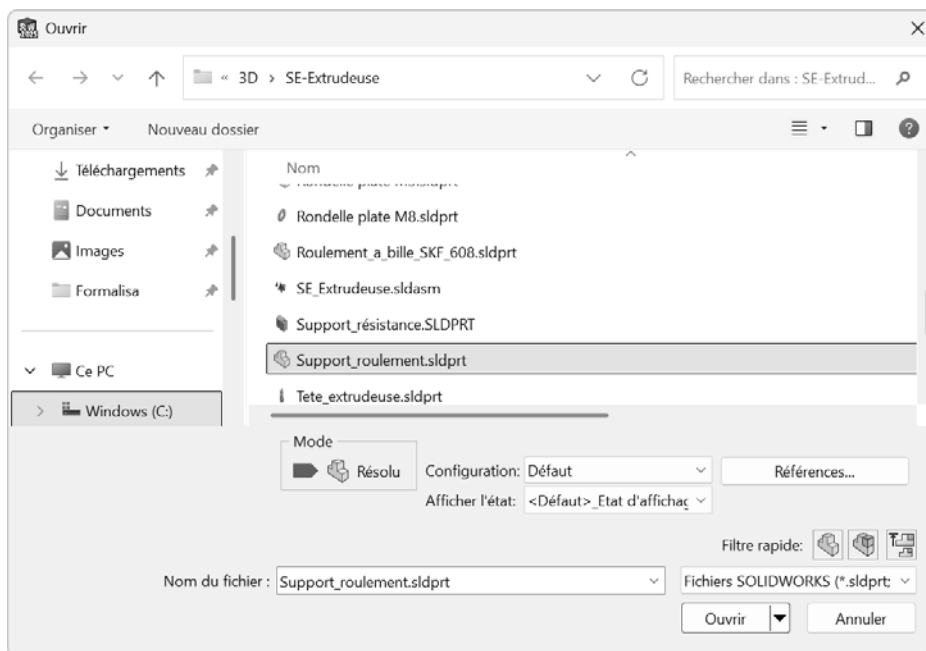 Ouvrir
« 3D > SE-Extrudeuse
Rechercher dans : SE-Extrud...
Organiser
Nouveau dossier
Téléchargements
Documents
Images
Formalisa
Ce PC
Windows (C:)
Nom
Rondelle plate M8.sldprt
Roulement_a_bille_SKF_608.sldprt
SE_Extrudeuse.sldasm
Support_résistance.SLDPRT
Support_roulement.sldprt
Tete_extrudeuse.sldprt
Mode
Résolu
Configuration: Défaut
Références...
Afficher l'état: <Défaut>_Etat d'affichag
Filtre rapide:
Nom du fichier : Support_roulement.sldprt
Fichiers SOLIDWORKS (*.sldprt;
Ouvrir
Annuler